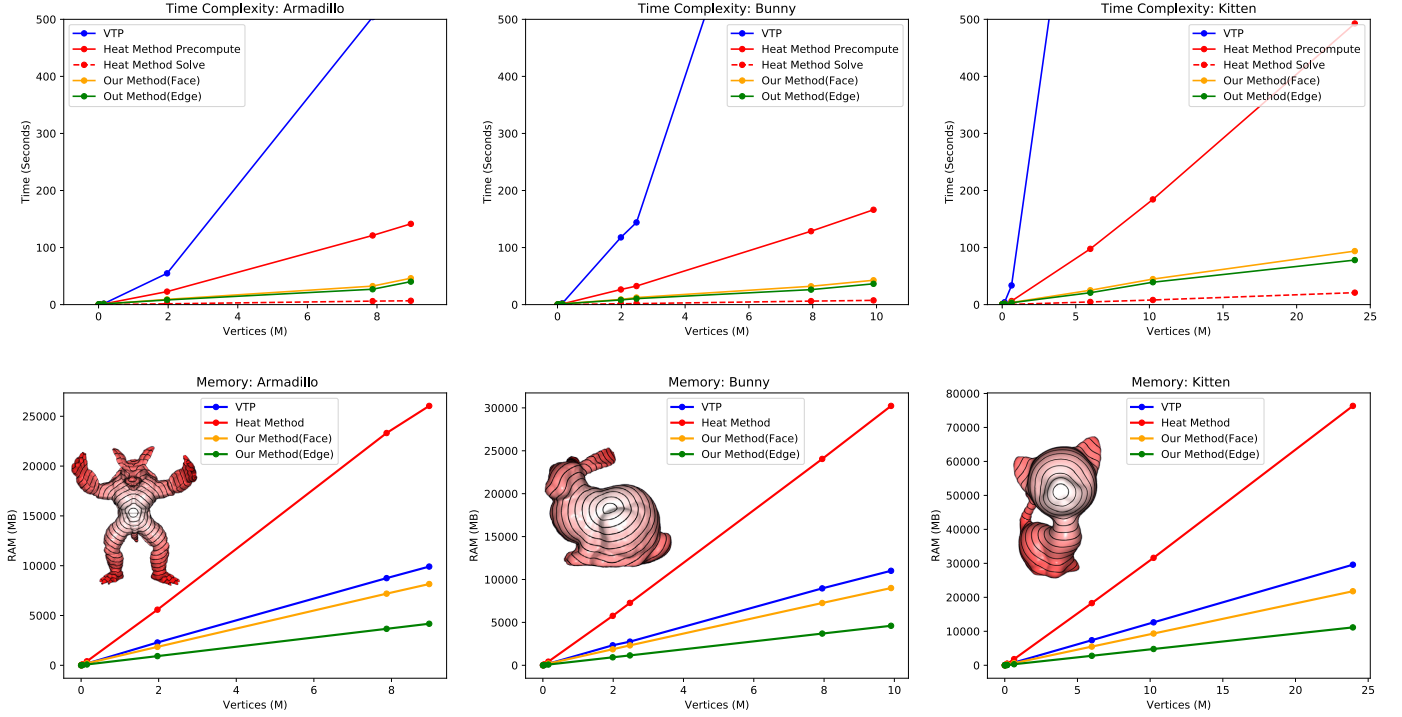 Time Complexity: Armadillo
500
400
300
200
100
0
Time (Seconds)
VTP
Heat Method Precompute
Heat Method Solve
Our Method(Face)
Out Method(Edge)
0 2 4 6 8
Vertices (M)
Time Complexity: Bunny
500
400
300
200
100
0
Time (Seconds)
VTP
Heat Method Precompute
Heat Method Solve
Our Method(Face)
Out Method(Edge)
0 2 4 6 8 10
Vertices (M)
Time Complexity: Kitten
500
400
300
200
100
0
Time (Seconds)
VTP
Heat Method Precompute
Heat Method Solve
Our Method(Face)
Out Method(Edge)
0 5 10 15 20 25
Vertices (M)
Memory: Armadillo
25000
20000
15000
10000
5000
0
RAM (MB)
VTP
Heat Method
Our Method(Face)
Our Method(Edge)
0 2 4 6 8
Vertices (M)
Memory: Bunny
30000
25000
20000
15000
10000
5000
0
RAM (MB)
VTP
Heat Method
Our Method(Face)
Our Method(Edge)
0 2 4 6 8 10
Vertices (M)
Memory: Kitten
80000
70000
60000
50000
40000
30000
20000
10000
0
RAM (MB)
VTP
Heat Method
Our Method(Face)
Our Method(Edge)
0 5 10 15 20 25
Vertices (M)